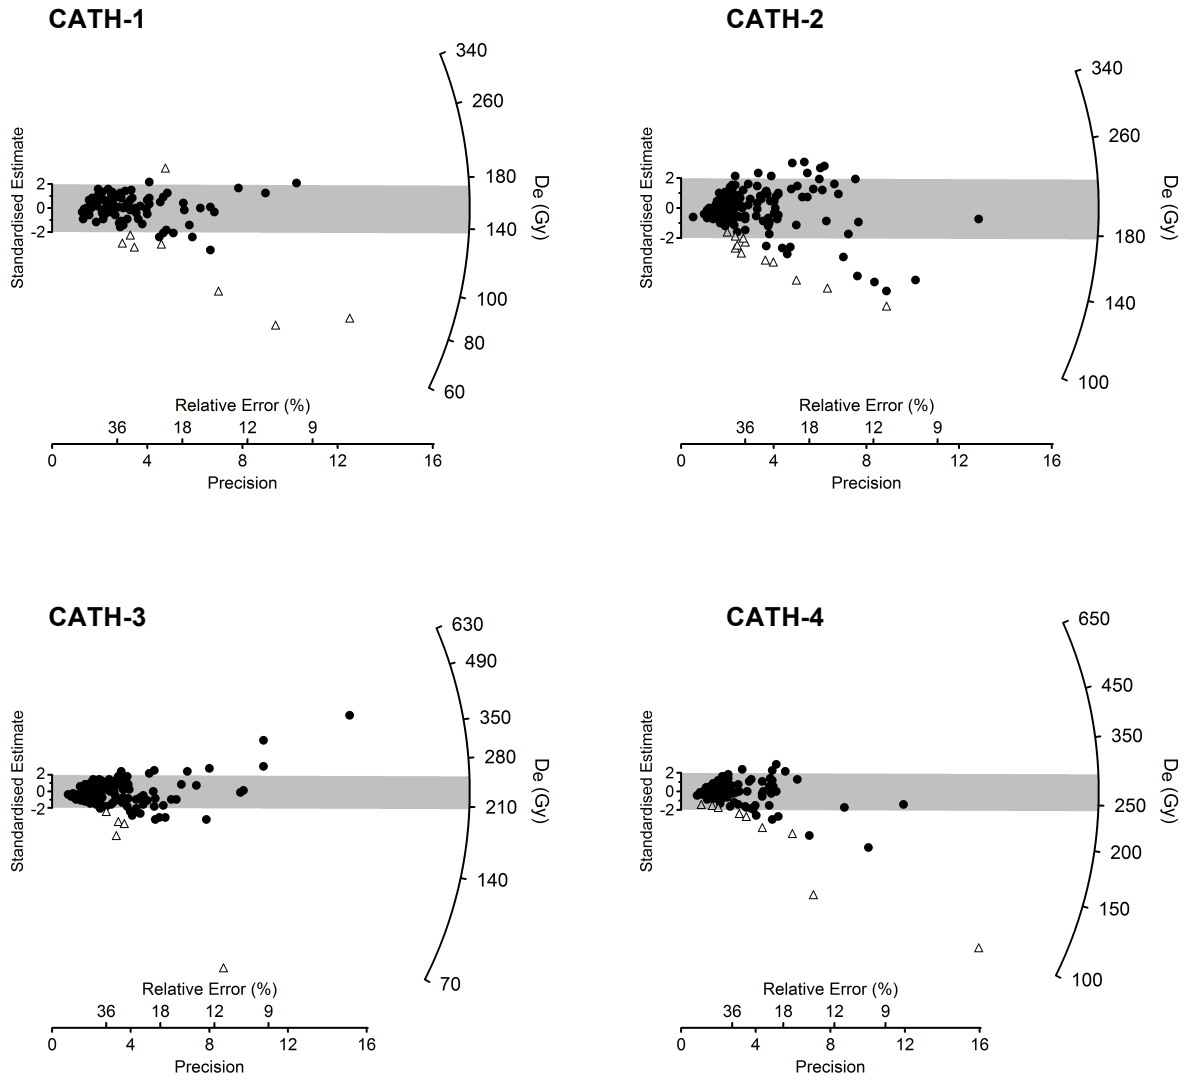 CATH-1
340
260
180
140
100
80
60
De (Gy)
Standardised Estimate
2
0
-2
Relative Error (%)
36 18 12 9
0 4 8 12 16
Precision
CATH-2
340
260
180
140
100
De (Gy)
Standardised Estimate
2
0
-2
Relative Error (%)
36 18 12 9
0 4 8 12 16
Precision
CATH-3
630
490
350
280
210
140
70
De (Gy)
Standardised Estimate
2
0
-2
Relative Error (%)
36 18 12 9
0 4 8 12 16
Precision
CATH-4
650
450
350
250
200
150
100
De (Gy)
Standardised Estimate
2
0
-2
Relative Error (%)
36 18 12 9
0 4 8 12 16
Precision